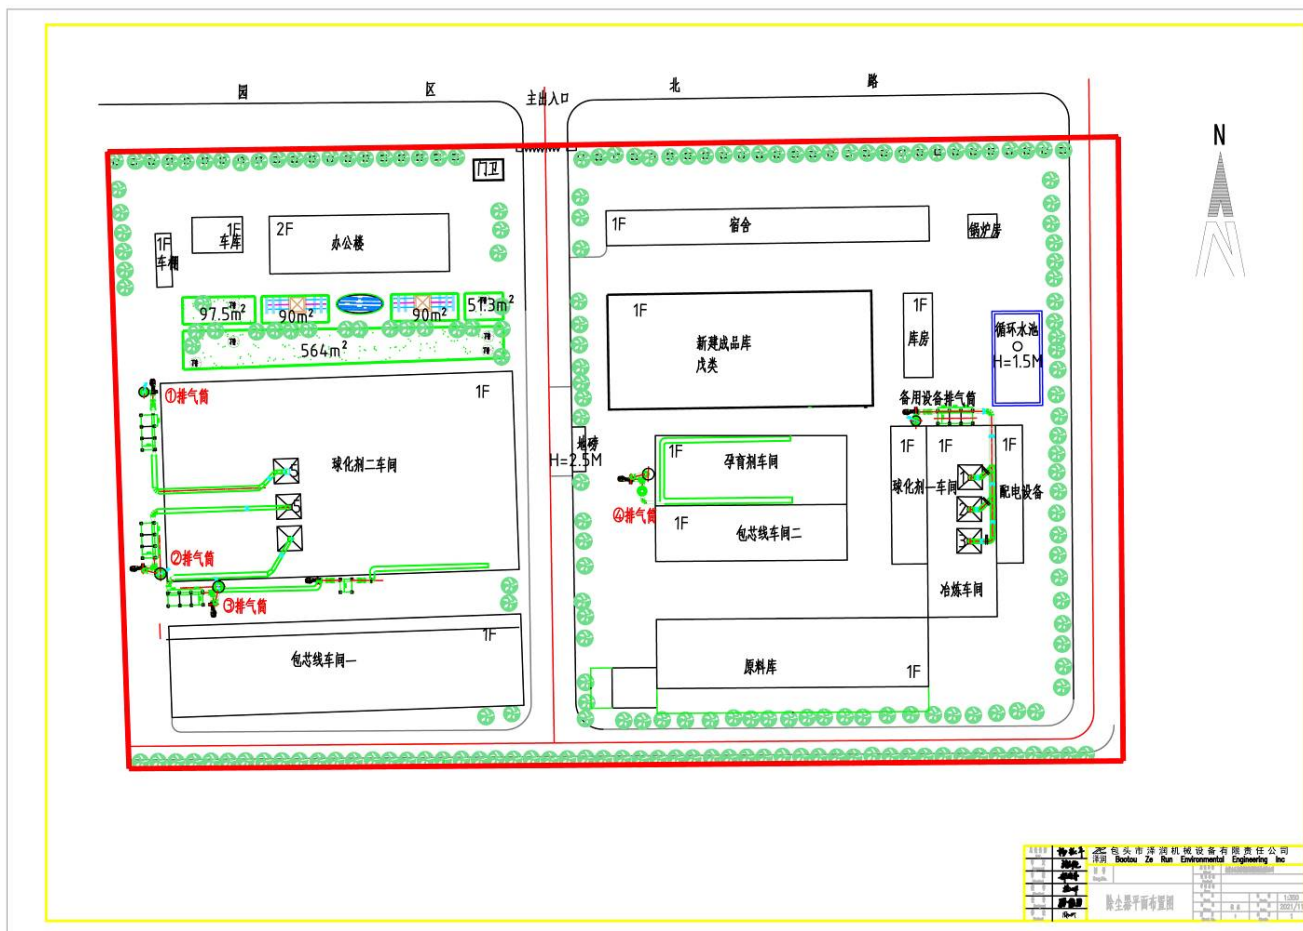 园 区 北 路
主出入口
N
门卫
1F
车棚
1F
车库
2F
办公楼
1F
宿舍
锅炉房
97.5m²
90m²
90m²
51.3m²
564m²
1F
新建成品库
戊类
1F
库房
循环水池
H=1.5M
①排气筒
1F
球化剂二车间
5
②排气筒
③排气筒
1F
包芯线车间一
地磅
H=2.5M
④排气筒
1F
孕育剂车间
1F
包芯线车间二
备用设备排气筒
1F
球化剂一车间
1F
1
2
3
冶炼车间
1F
配电设备
原料库
1F
包头市泽润机械设备有限责任公司
泽润 Baotou Ze Run Environmental Engineering Inc
除尘器平面布置图